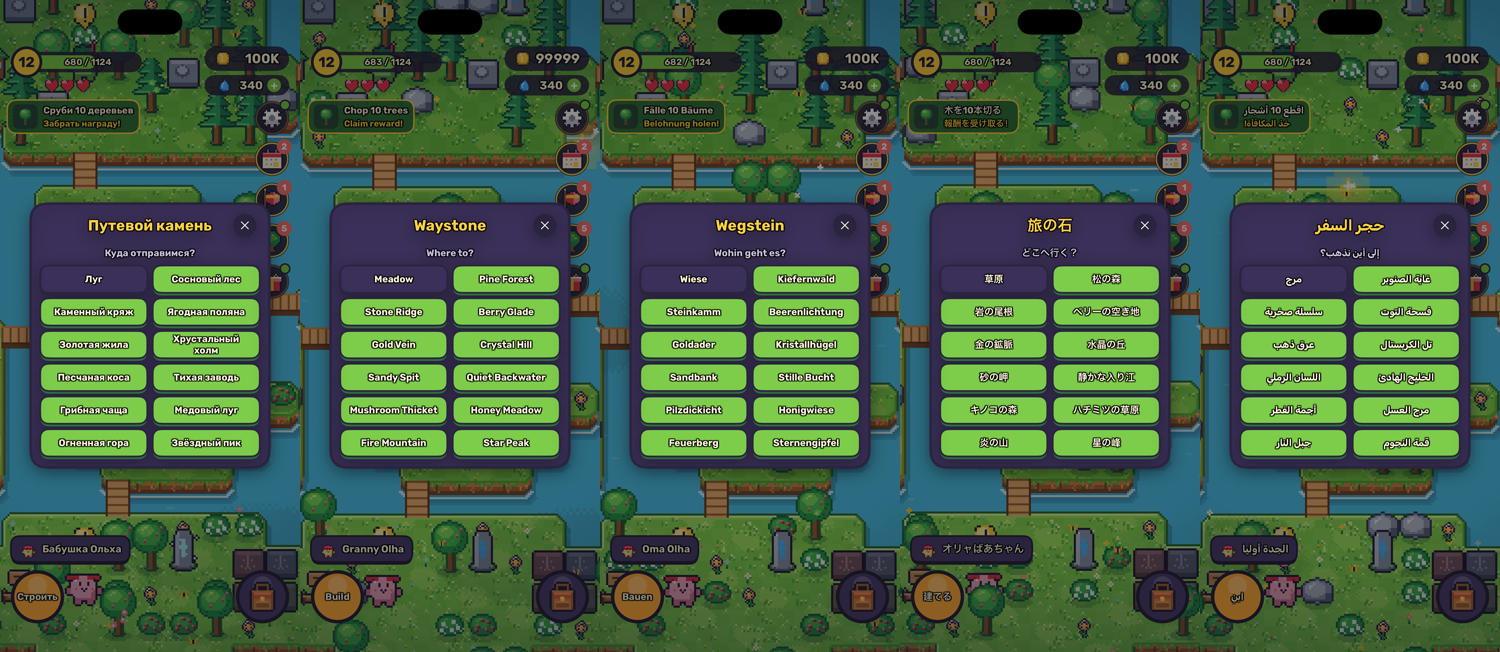 12
680/1124
100K
340
Сруби 10 деревьев
Забрать награду!
2
1
5
Путевой камень
Куда отправимся?
Луг
Сосновый лес
Каменный кряж
Ягодная поляна
Золотая жила
Хрустальный
холм
Песчаная коса
Тихая заводь
Грибная чаща
Медовый луг
Огненная гора
Звёздный пик
Бабушка Ольха
Строить
12
683/1124
99999
340
Chop 10 trees
Claim reward!
2
1
5
Waystone
Where to?
Meadow
Pine Forest
Stone Ridge
Berry Glade
Gold Vein
Crystal Hill
Sandy Spit
Quiet Backwater
Mushroom Thicket
Honey Meadow
Fire Mountain
Star Peak
Granny Olha
Build
12
682/1124
100K
340
Fälle 10 Bäume
Belohnung holen!
2
1
5
Wegstein
Wohin geht es?
Wiese
Kiefernwald
Steinkamm
Beerenlichtung
Goldader
Kristallhügel
Sandbank
Stille Bucht
Pilzdickicht
Honigwiese
Feuerberg
Sternengipfel
Oma Olha
Bauen
12
680/1124
100K
340
木を10本切る
報酬を受け取る!
2
1
5
旅の石
どこへ行く?
草原
松の森
岩の尾根
ベリーの空き地
金の鉱脈
水晶の丘
砂の岬
静かな入り江
キノコの森
ハチミツの草原
炎の山
星の峰
オリャばあちゃん
建てる
12
680/1124
100K
340
اقطع 10 أشجار
خذ المكافأة!
2
1
5
حجر السفر
إلى أين نذهب؟
مرج
غابة الصنوبر
سلسلة صخرية
فسحة التوت
عرق ذهب
تل الكريستال
اللسان الرملي
الخليج الهادئ
أجمة الفطر
مرج العسل
جبل النار
قمة النجوم
الجدة أوليا
ابنِ